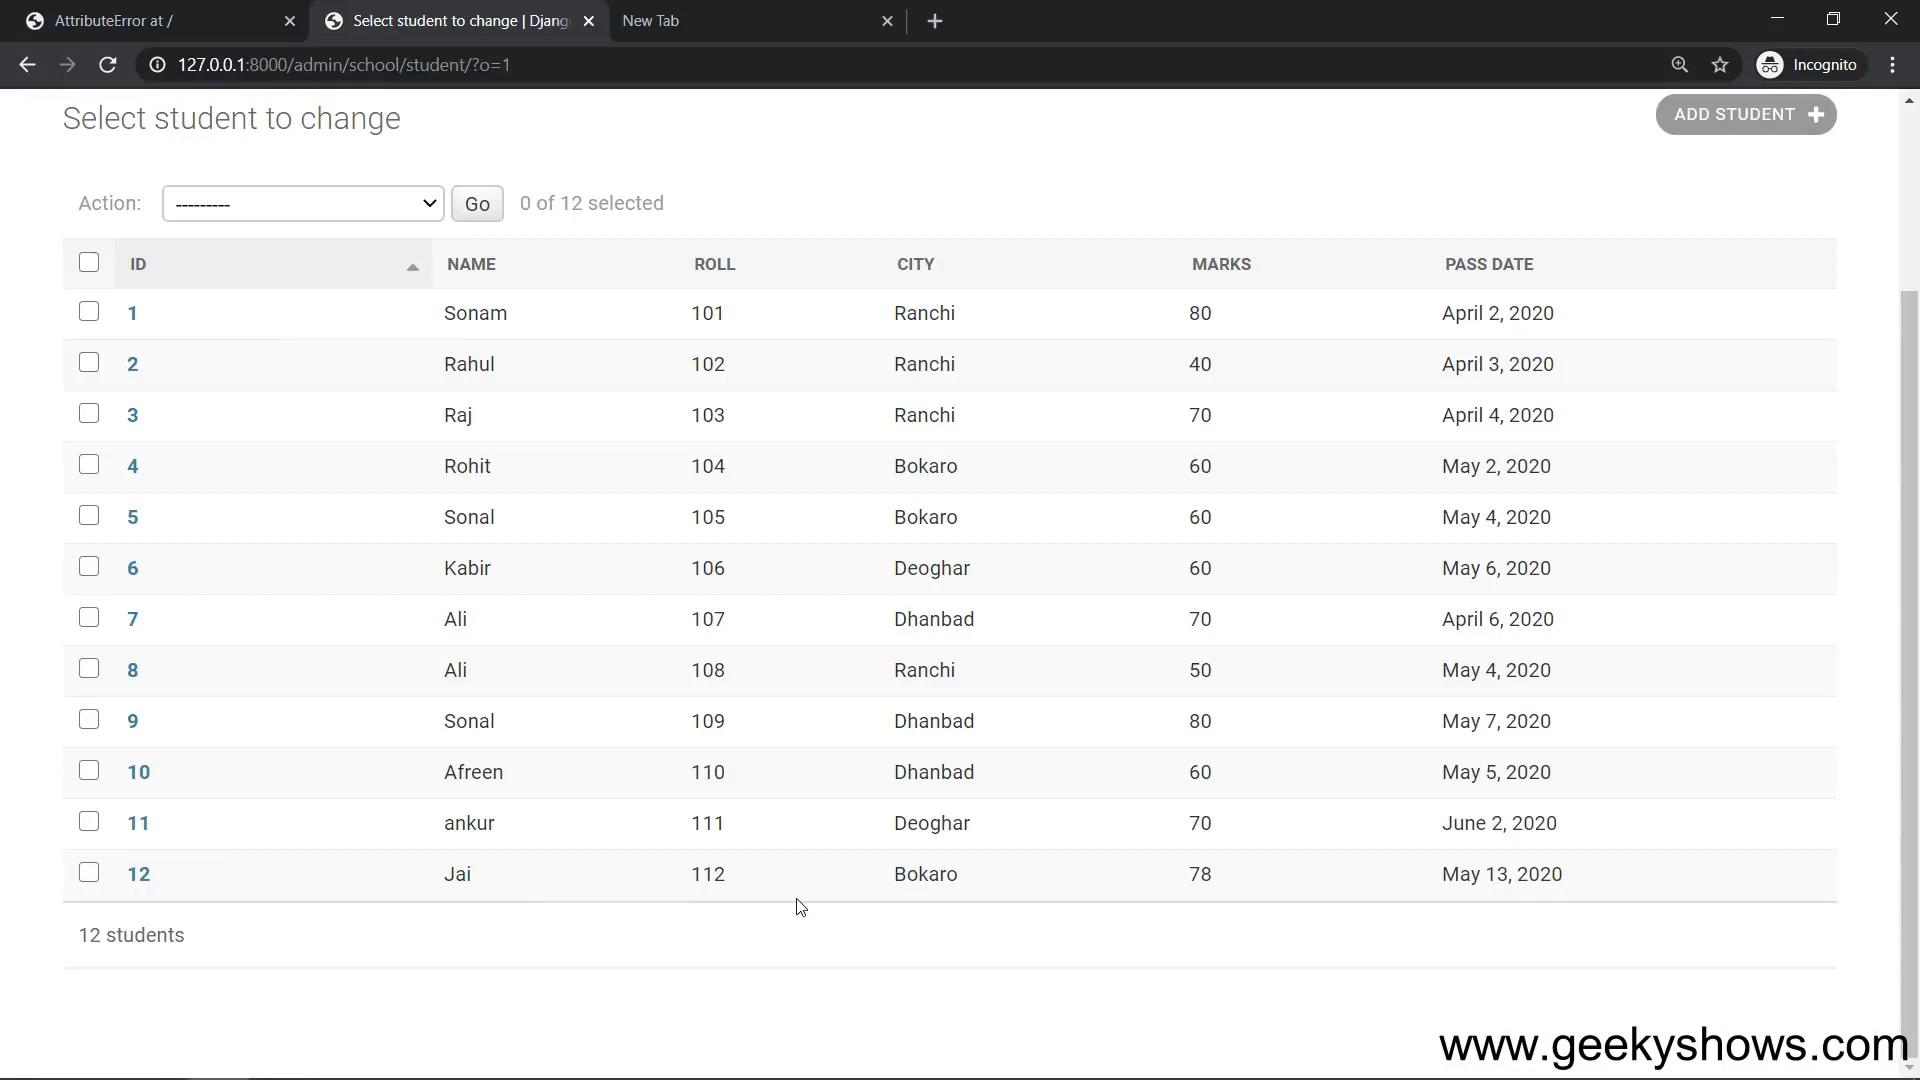 AttributeError at /
Select student to change | Djang
New Tab
127.0.0.1:8000/admin/school/student/?o=1
Incognito
Select student to change
ADD STUDENT +
Action: --------- Go 0 of 12 selected
ID NAME ROLL CITY MARKS PASS DATE
1 Sonam 101 Ranchi 80 April 2, 2020
2 Rahul 102 Ranchi 40 April 3, 2020
3 Raj 103 Ranchi 70 April 4, 2020
4 Rohit 104 Bokaro 60 May 2, 2020
5 Sonal 105 Bokaro 60 May 4, 2020
6 Kabir 106 Deoghar 60 May 6, 2020
7 Ali 107 Dhanbad 70 April 6, 2020
8 Ali 108 Ranchi 50 May 4, 2020
9 Sonal 109 Dhanbad 80 May 7, 2020
10 Afreen 110 Dhanbad 60 May 5, 2020
11 ankur 111 Deoghar 70 June 2, 2020
12 Jai 112 Bokaro 78 May 13, 2020
12 students
www.geekyshows.com